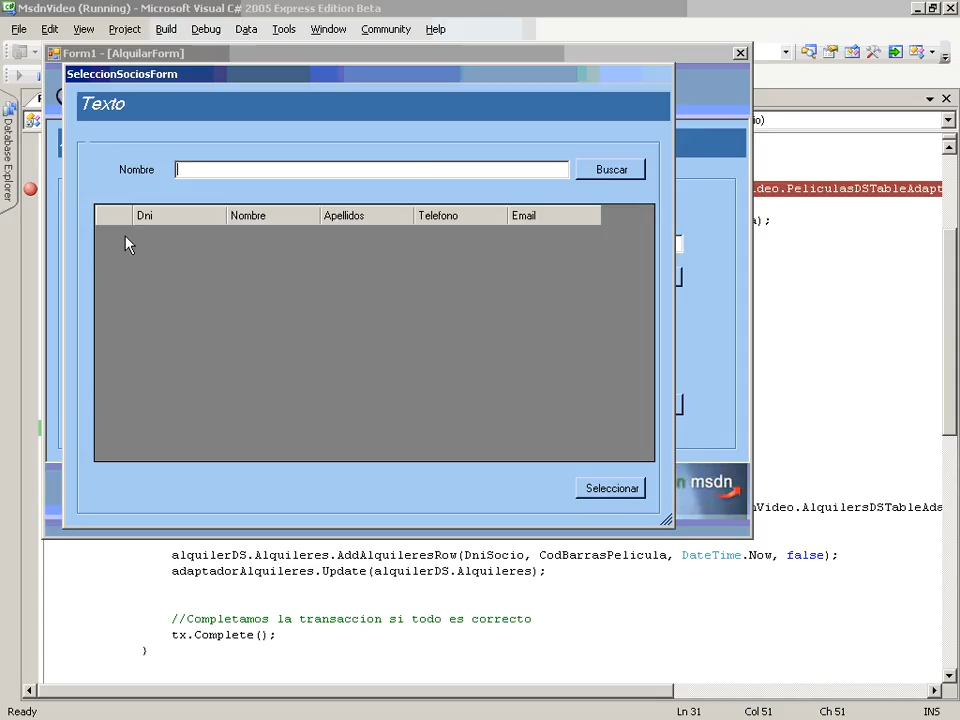 MsdnVideo (Running) - Microsoft Visual C# 2005 Express Edition Beta
File Edit View Project Build Debug Data Tools Window Community Help
Form1 - [AlquilarForm]
SeleccionSociosForm
Texto
Nombre
Buscar
Dni Nombre Apellidos Telefono Email
Seleccionar
Database Explorer
io)
ideo.PeliculasDSTableAdapt
a);
n msdn
mVideo.AlquilersDSTableAda
alquilerDS.Alquileres.AddAlquileresRow(DniSocio, CodBarrasPelicula, DateTime.Now, false);
adaptadorAlquileres.Update(alquilerDS.Alquileres);
//Completamos la transaccion si todo es correcto
tx.Complete();
}
Ready Ln 31 Col 51 Ch 51 INS